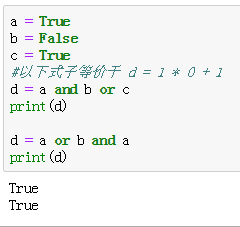 a = True
b = False
c = True
#以下式子等价于 d = 1 * 0 + 1
d = a and b or c
print(d)

d = a or b and a
print(d)
True
True